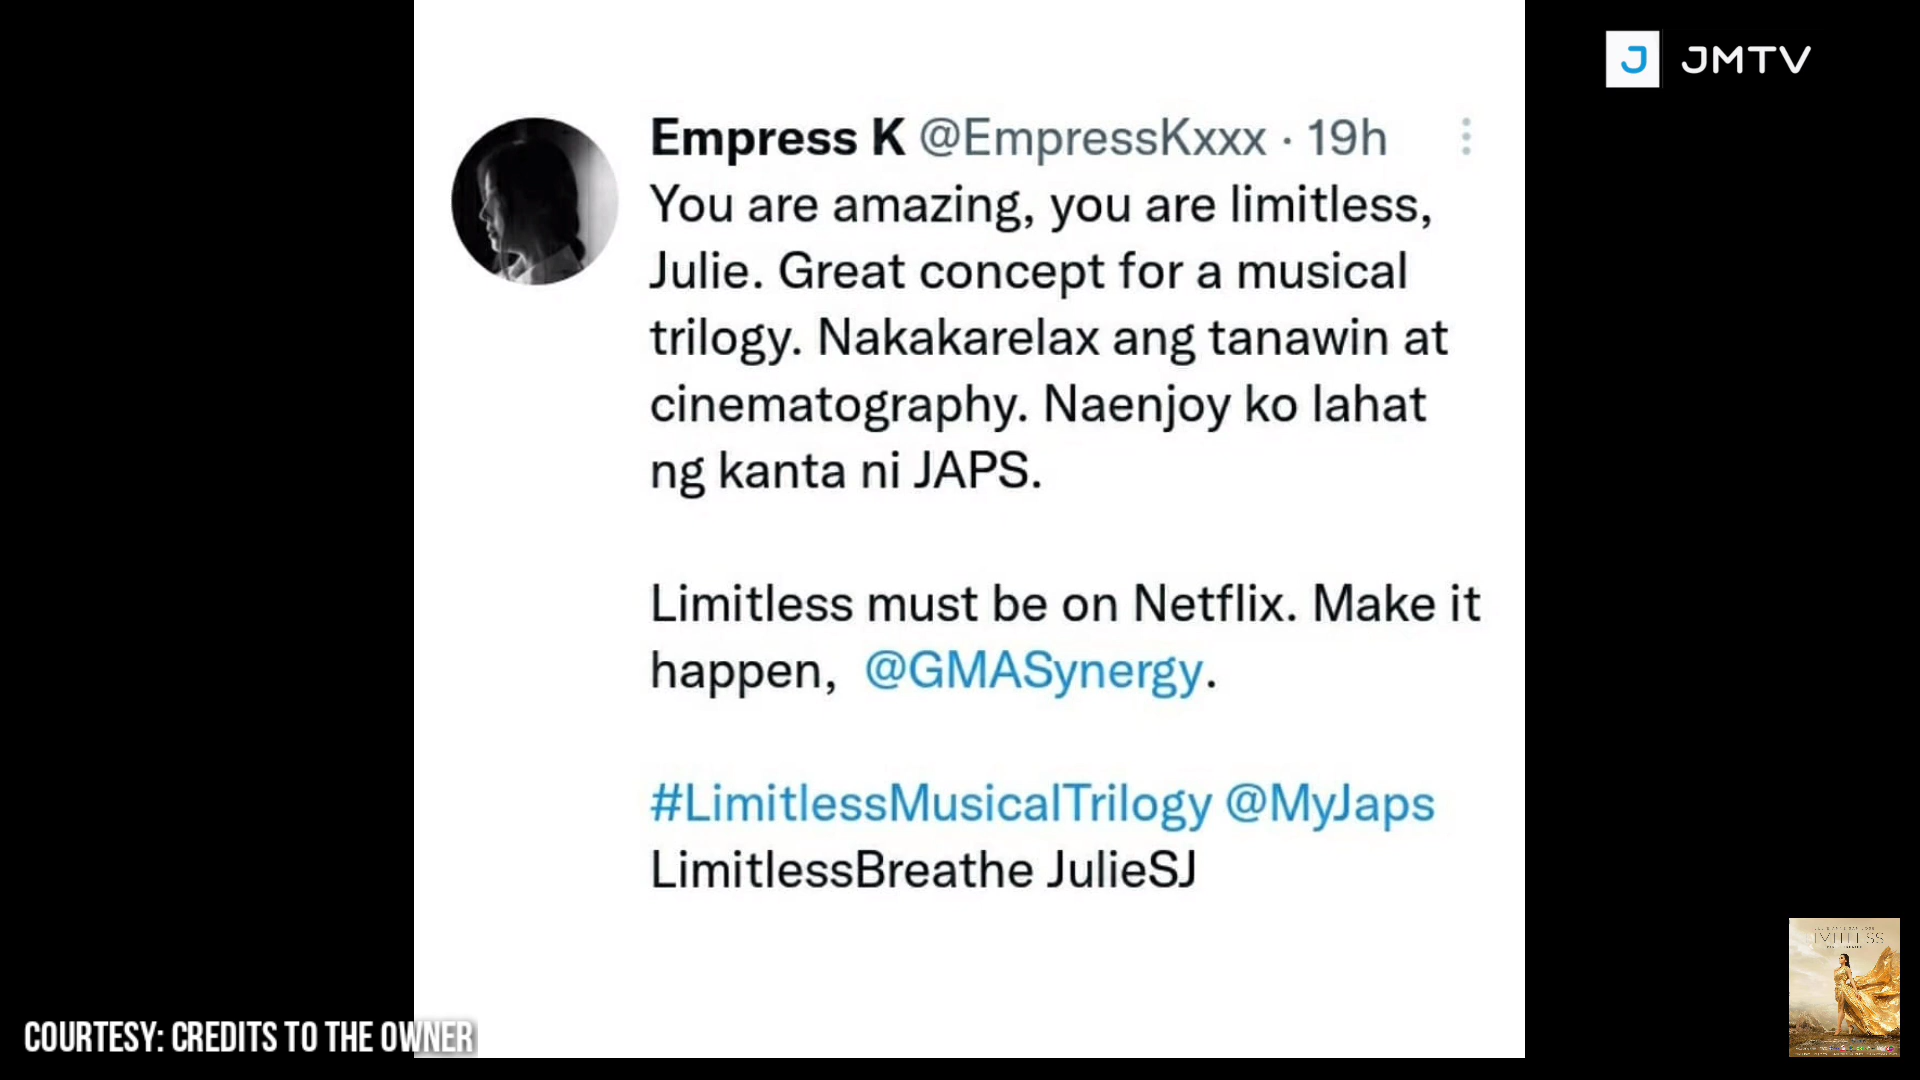 J JMTV
Empress K @EmpressKxxx · 19h
You are amazing, you are limitless,
Julie. Great concept for a musical
trilogy. Nakakarelax ang tanawin at
cinematography. Naenjoy ko lahat
ng kanta ni JAPS.
Limitless must be on Netflix. Make it
happen, @GMASynergy.
#LimitlessMusicalTrilogy @MyJaps
LimitlessBreathe JulieSJ
LIMITLESS
COURTESY: CREDITS TO THE OWNER